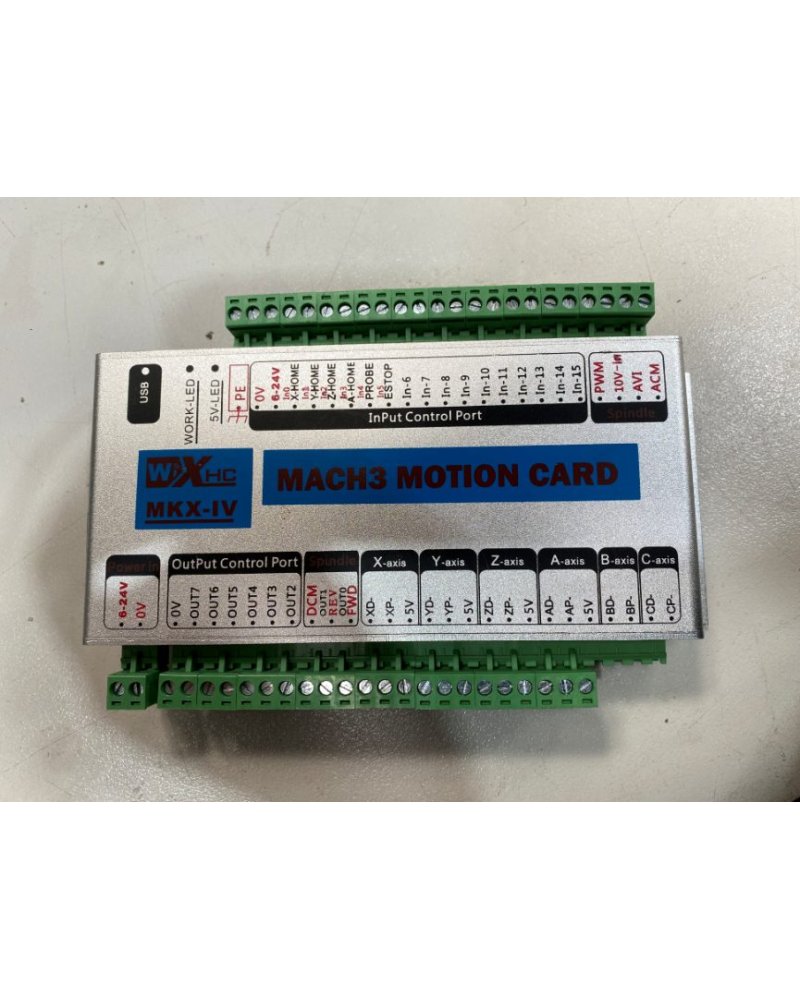 USB
WORK-LED
5V-LED
PE
0V
6-24V
In0
X-HOME
In1
Y-HOME
In2
Z-HOME
In3
A-HOME
In4
PROBE
In5
ESTOP
In-6
In-7
In-8
In-9
In-10
In-11
In-12
In-13
In-14
In-15
InPut Control Port
PWM
10V-In
AVI
ACM
Spindle
WXHC
MKX-IV
MACH3 MOTION CARD
Power in
6-24V
0V
OutPut Control Port
0V
OUT7
OUT6
OUT5
OUT4
OUT3
OUT2
Spindle
DCM
OUT1
REV
OUT0
FWD
X-axis
XD-
XP-
5V
Y-axis
YD-
YP-
5V
Z-axis
ZD-
ZP-
5V
A-axis
AD-
AP-
5V
B-axis
BD-
BP-
C-axis
CD-
CP-